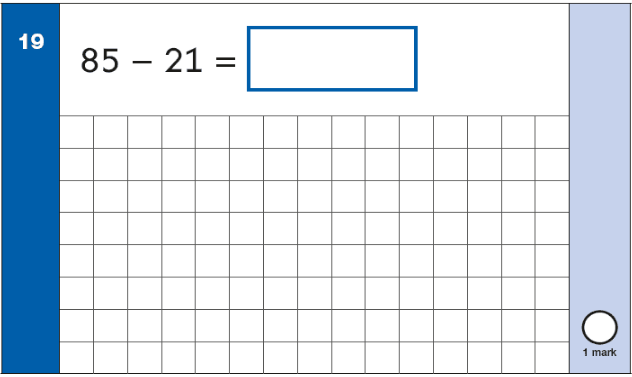 19
85 – 21 =
1 mark